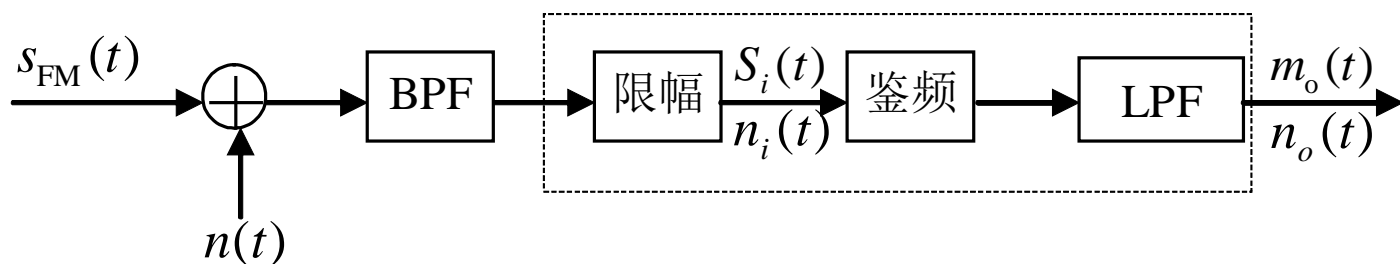 s_FM(t)
n(t)
BPF
限幅
S_i(t)
n_i(t)
鉴频
LPF
m_o(t)
n_o(t)